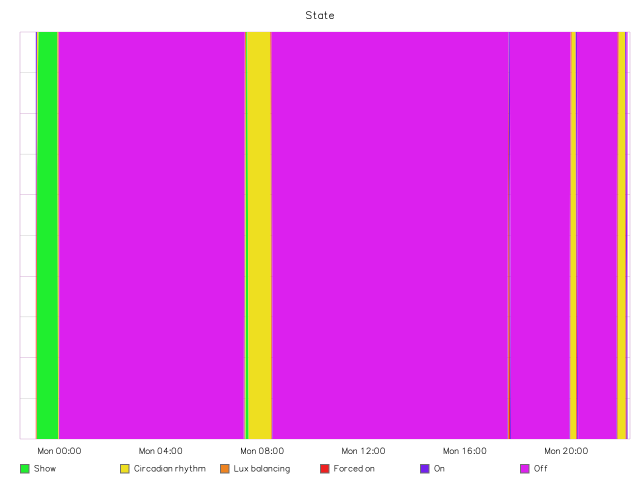 State
Mon 00:00 Mon 04:00 Mon 08:00 Mon 12:00 Mon 16:00 Mon 20:00
Show Circadian rhythm Lux balancing Forced on On Off